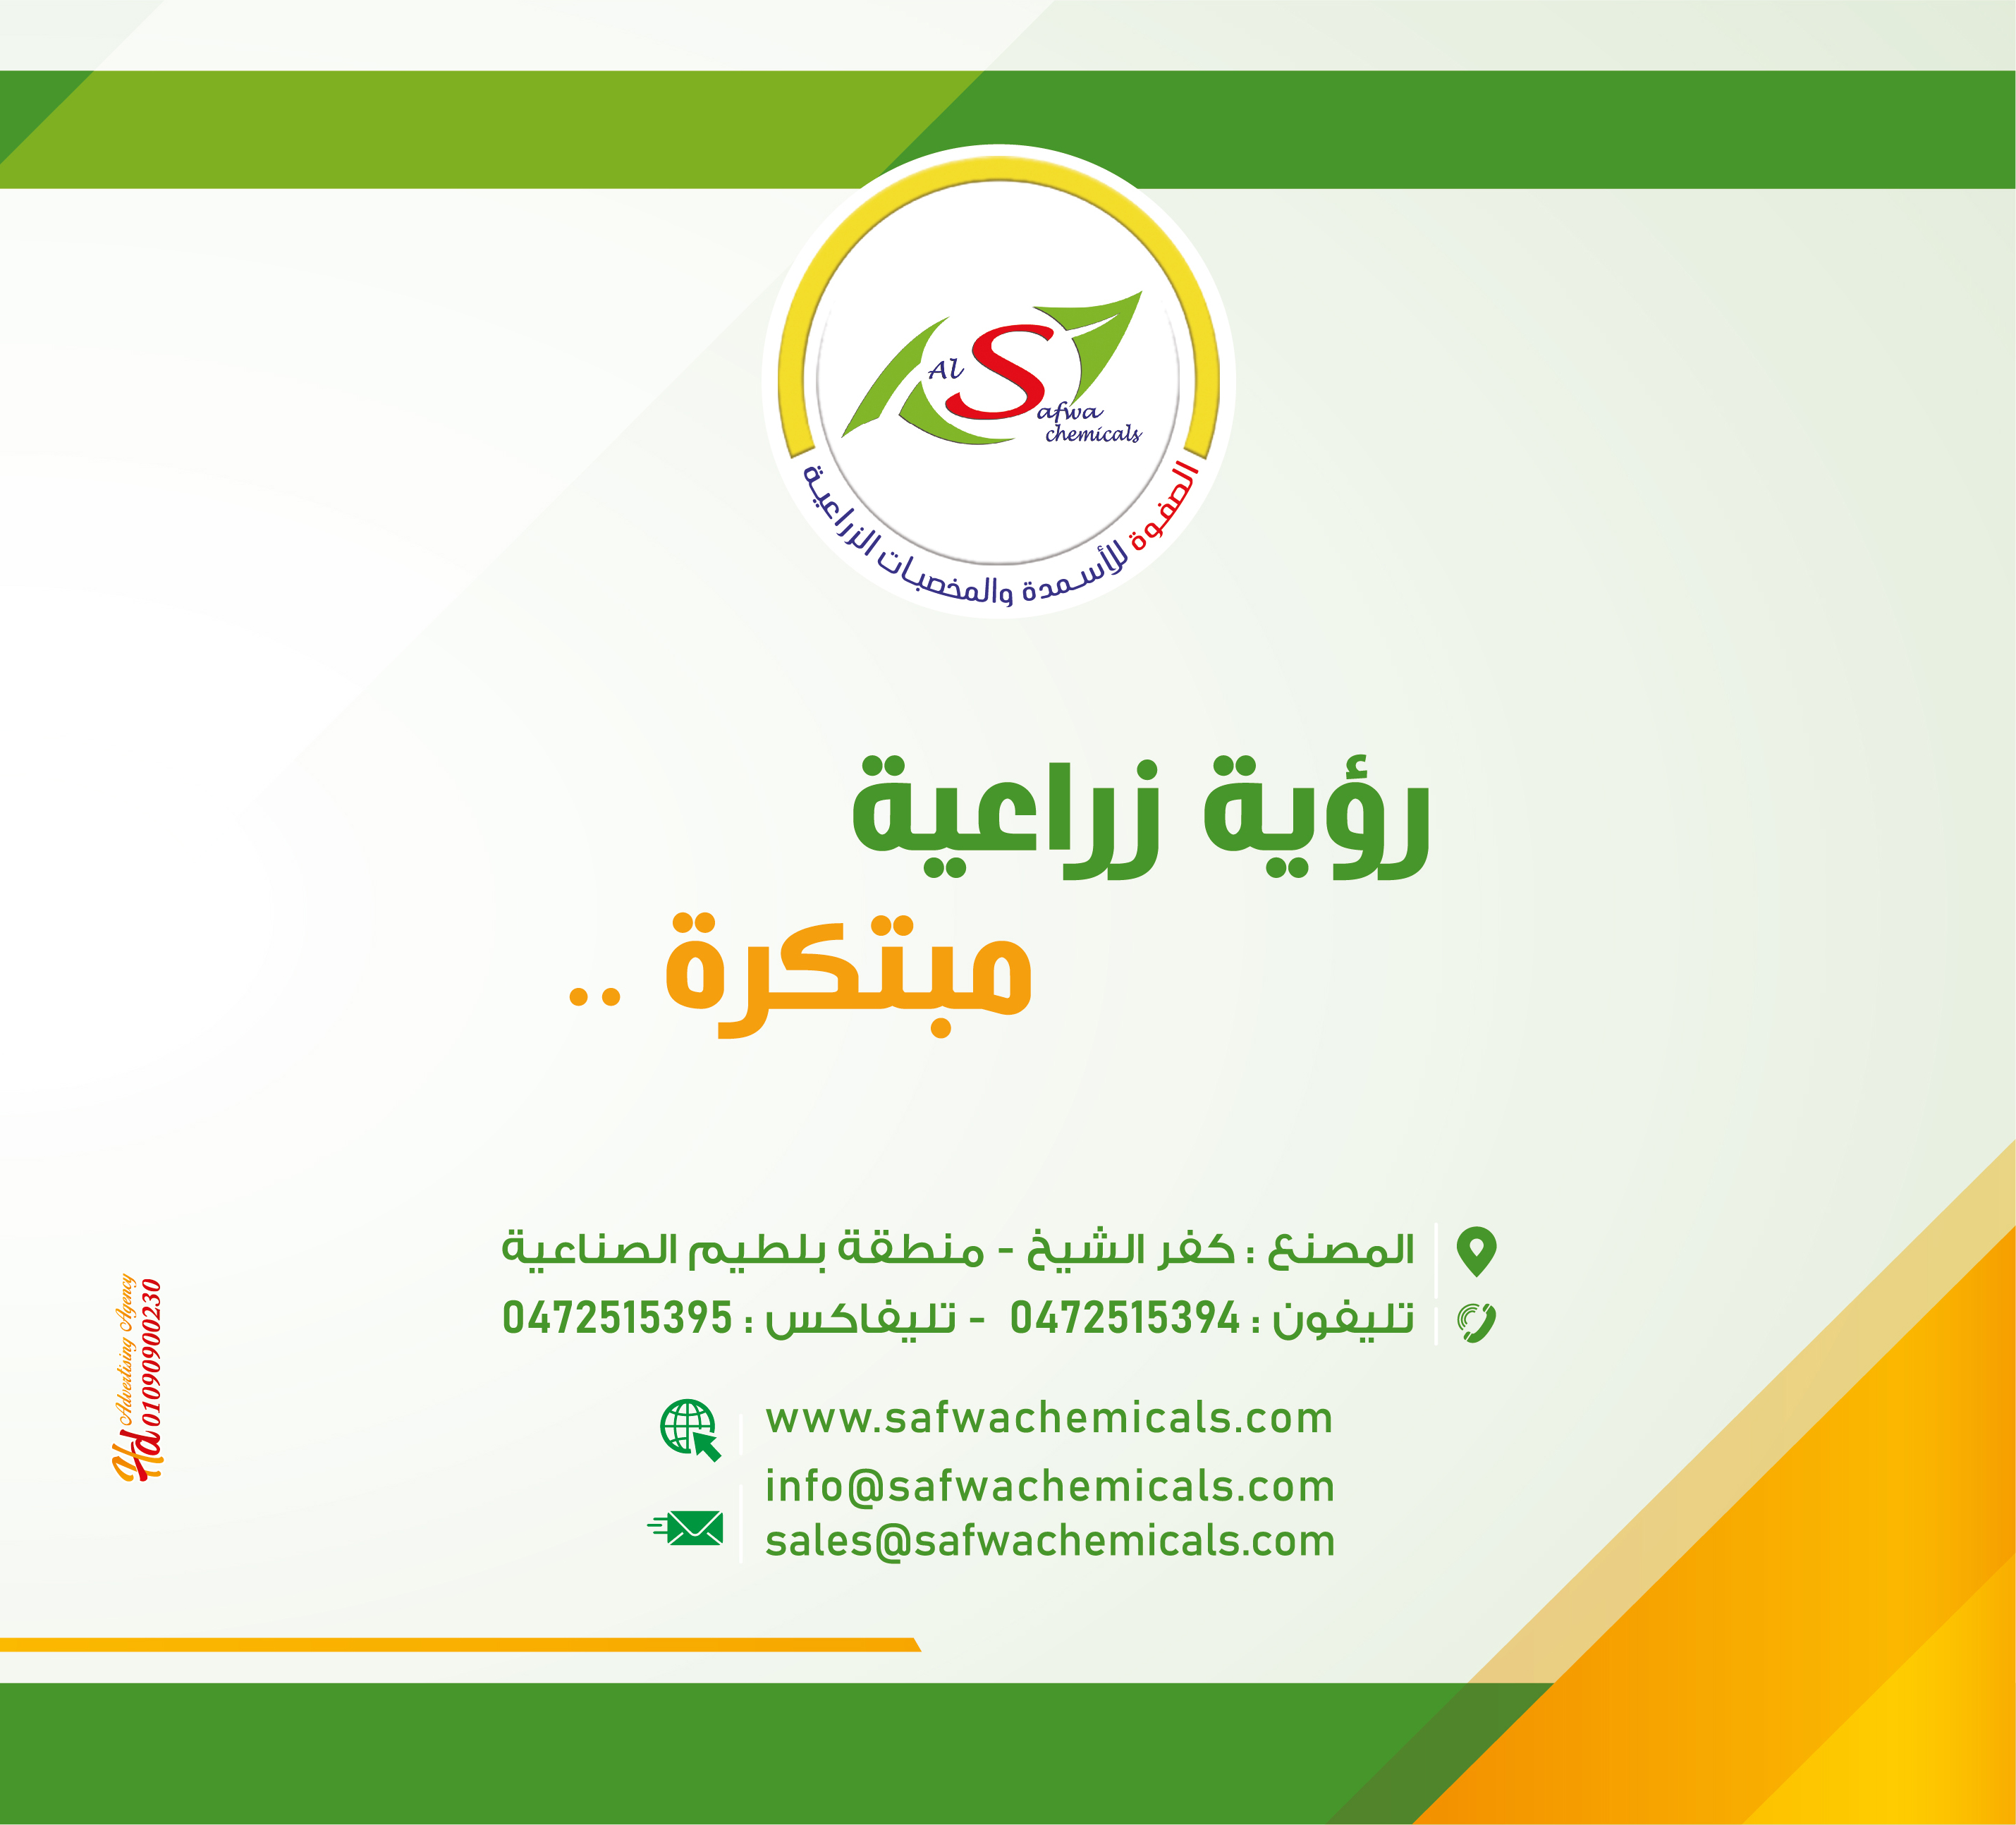 Al Safwa
chemicals
الصفوة للأسمدة والمخصبات الزراعية
رؤية زراعية
مبتكرة ..
المصنع : كفر الشيخ - منطقة بلطيم الصناعية
تليفون : 0472515394 - تليفاكس : 0472515395
www.safwachemicals.com
info@safwachemicals.com
sales@safwachemicals.com
Hd Advertising Agency
01090900230